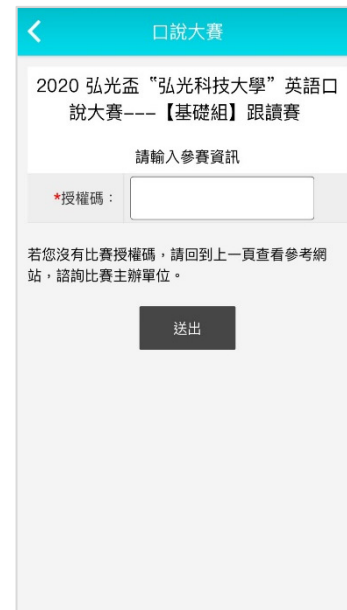 口說大賽
2020 弘光盃“弘光科技大學”英語口
說大賽---【基礎組】跟讀賽
請輸入參賽資訊
*授權碼：
若您沒有比賽授權碼，請回到上一頁查看參考網
站，諮詢比賽主辦單位。
送出